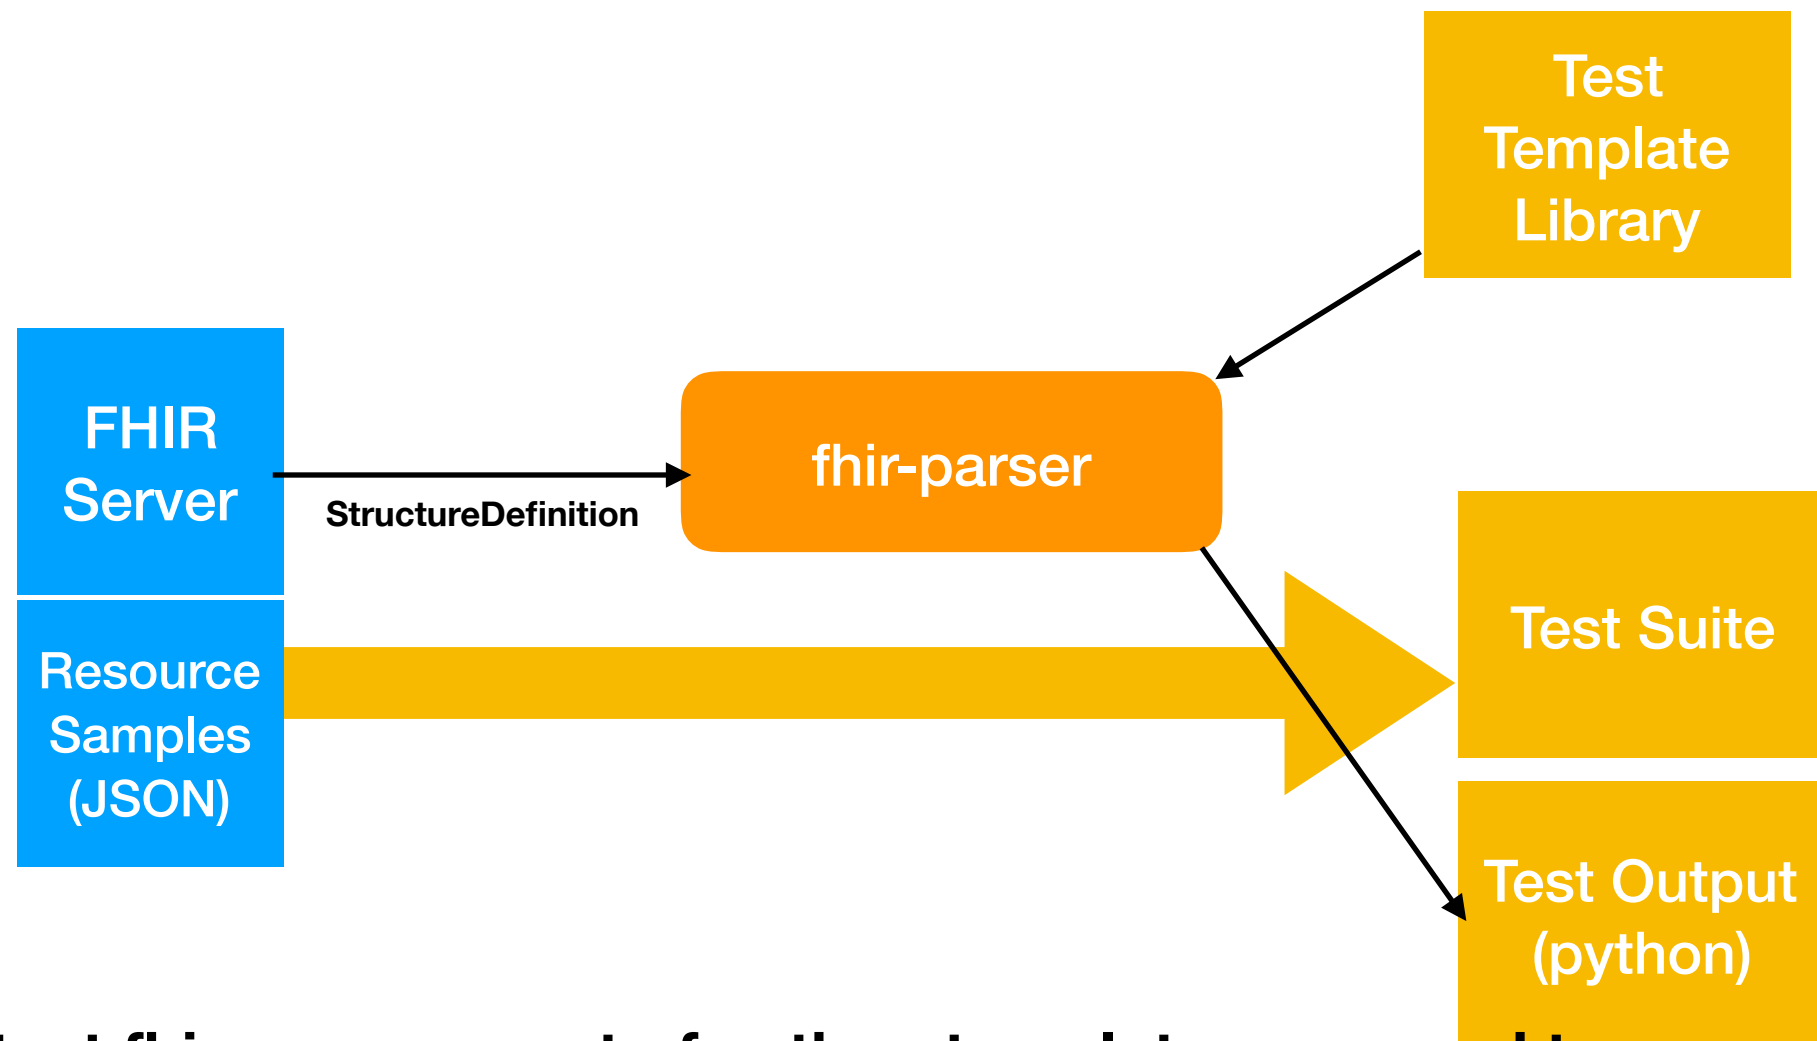 Test
Template
Library
FHIR
Server
StructureDefinition
fhir-parser
Resource
Samples
(JSON)
Test Suite
Test Output
(python)